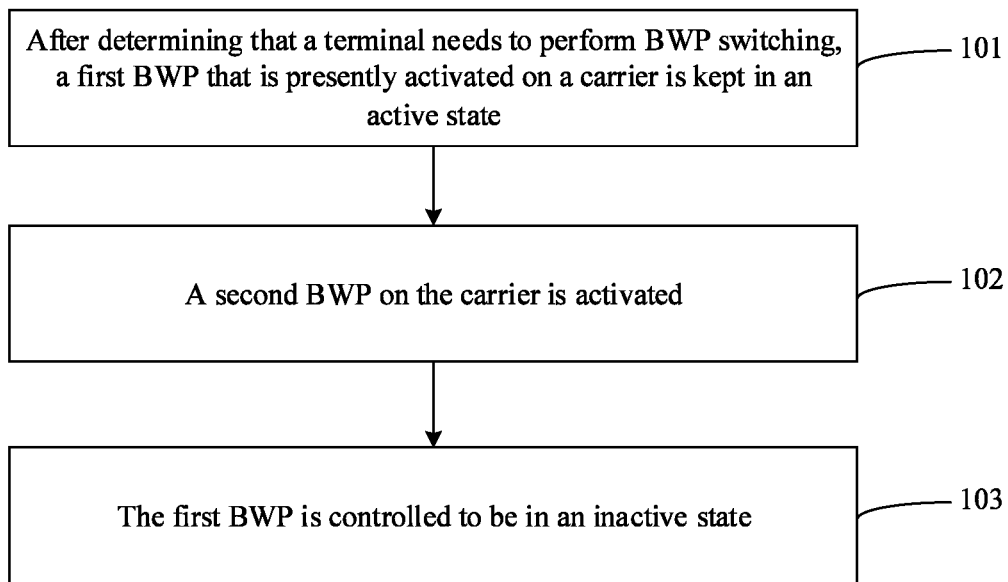 After determining that a terminal needs to perform BWP switching,
a first BWP that is presently activated on a carrier is kept in an
active state
101
A second BWP on the carrier is activated
102
The first BWP is controlled to be in an inactive state
103